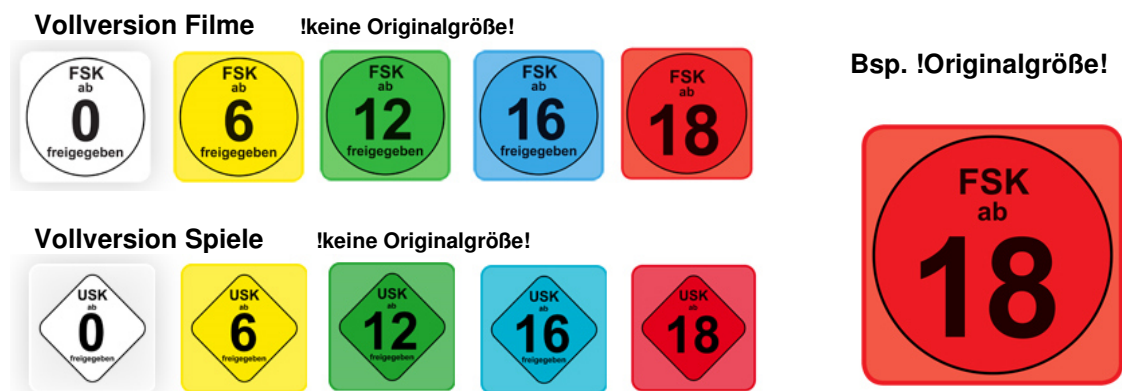 Vollversion Filme !keine Originalgröße!
FSK
ab
0
freigegeben
FSK
ab
6
freigegeben
FSK
ab
12
freigegeben
FSK
ab
16
freigegeben
FSK
ab
18
Bsp. !Originalgröße!
FSK
ab
18
Vollversion Spiele !keine Originalgröße!
USK
ab
0
freigegeben
USK
ab
6
freigegeben
USK
ab
12
freigegeben
USK
ab
16
freigegeben
USK
ab
18